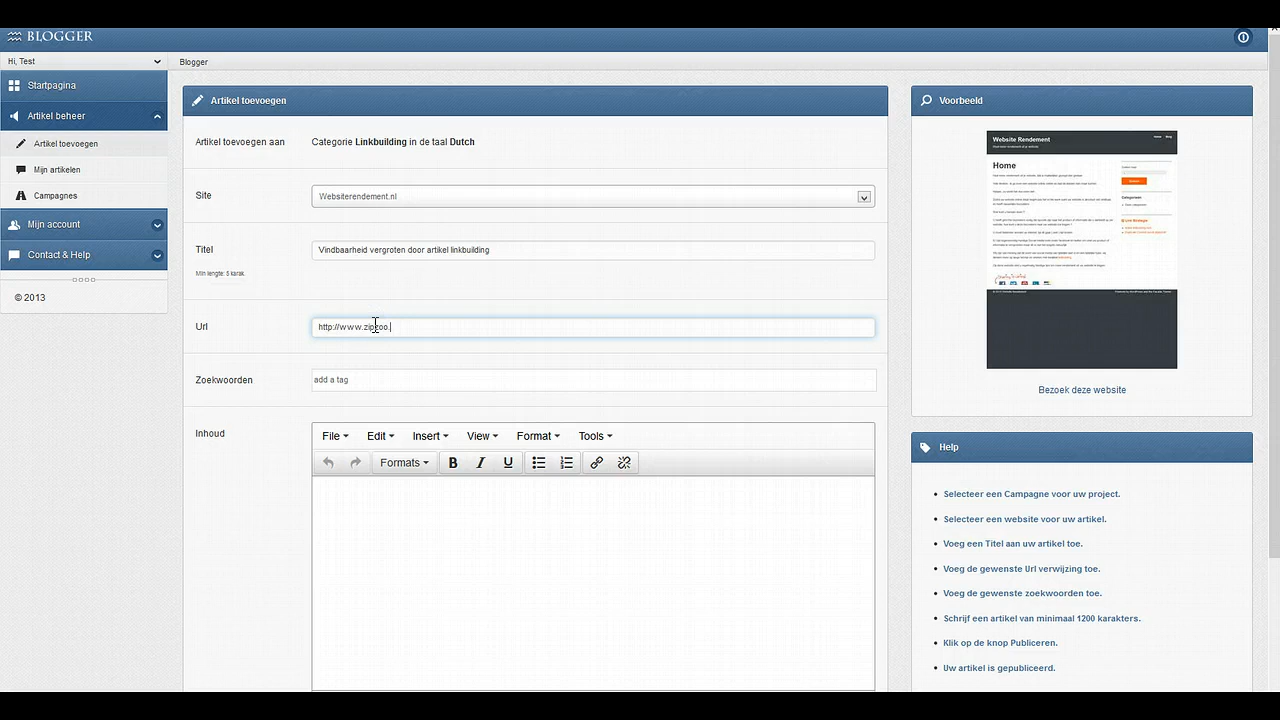 BLOGGER
Hi, Test
Blogger
Startpagina
Artikel beheer
Artikel toevoegen
Mijn artikelen
Campagnes
Mijn account
Contact & Help
© 2013
Artikel toevoegen
Artikel toevoegen aan
Categorie Linkbuilding in de taal Dutch
Site
Websiterendement.nl
Titel
Vindbaarheid vergroten door artikel linkbuilding
Min lengte: 5 karak.
Url
http://www.
Zoekwoorden
add a tag
Inhoud
File Edit Insert View Format Tools
Formats B I U
Voorbeeld
Website Rendement
Home
Bezoek deze website
Help
Selecteer een Campagne voor uw project.
Selecteer een website voor uw artikel.
Voeg een Titel aan uw artikel toe.
Voeg de gewenste Url verwijzing toe.
Voeg de gewenste zoekwoorden toe.
Schrijf een artikel van minimaal 1200 karakters.
Klik op de knop Publiceren.
Uw artikel is gepubliceerd.